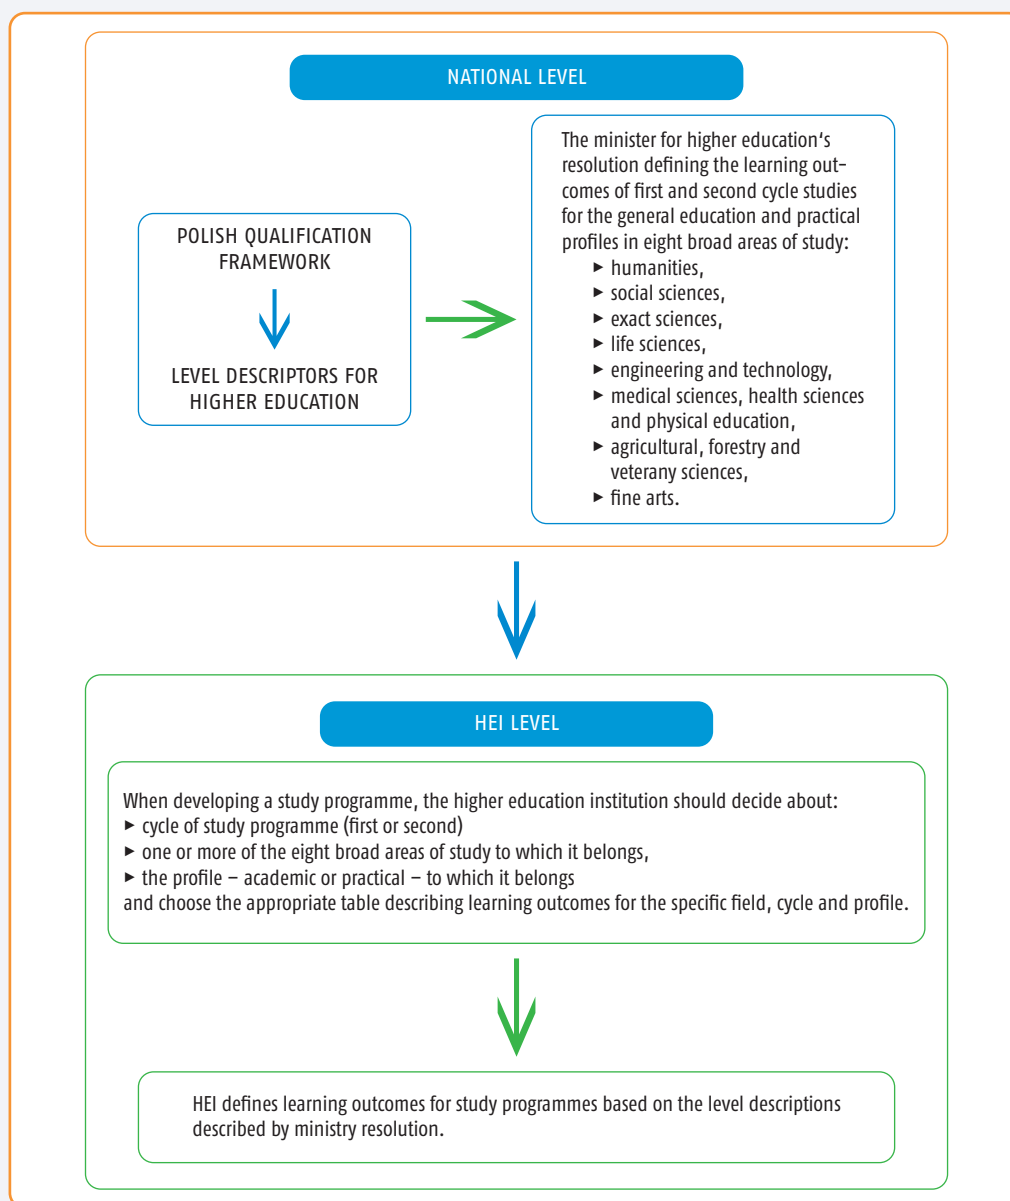 NATIONAL LEVEL
POLISH QUALIFICATION
FRAMEWORK
LEVEL DESCRIPTORS FOR
HIGHER EDUCATION
The minister for higher education‘s
resolution defining the learning out-
comes of first and second cycle studies
for the general education and practical
profiles in eight broad areas of study:
▸ humanities,
▸ social sciences,
▸ exact sciences,
▸ life sciences,
▸ engineering and technology,
▸ medical sciences, health sciences
and physical education,
▸ agricultural, forestry and
veterany sciences,
▸ fine arts.
HEI LEVEL
When developing a study programme, the higher education institution should decide about:
▸ cycle of study programme (first or second)
▸ one or more of the eight broad areas of study to which it belongs,
▸ the profile – academic or practical – to which it belongs
and choose the appropriate table describing learning outcomes for the specific field, cycle and profile.
HEI defines learning outcomes for study programmes based on the level descriptions
described by ministry resolution.